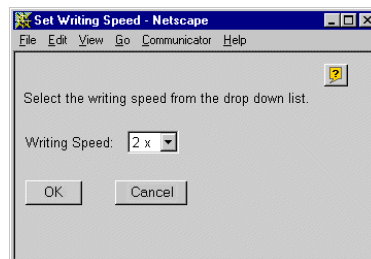 Set Writing Speed - Netscape
File Edit View Go Communicator Help
?
Select the writing speed from the drop down list.
Writing Speed: 2 x
OK Cancel